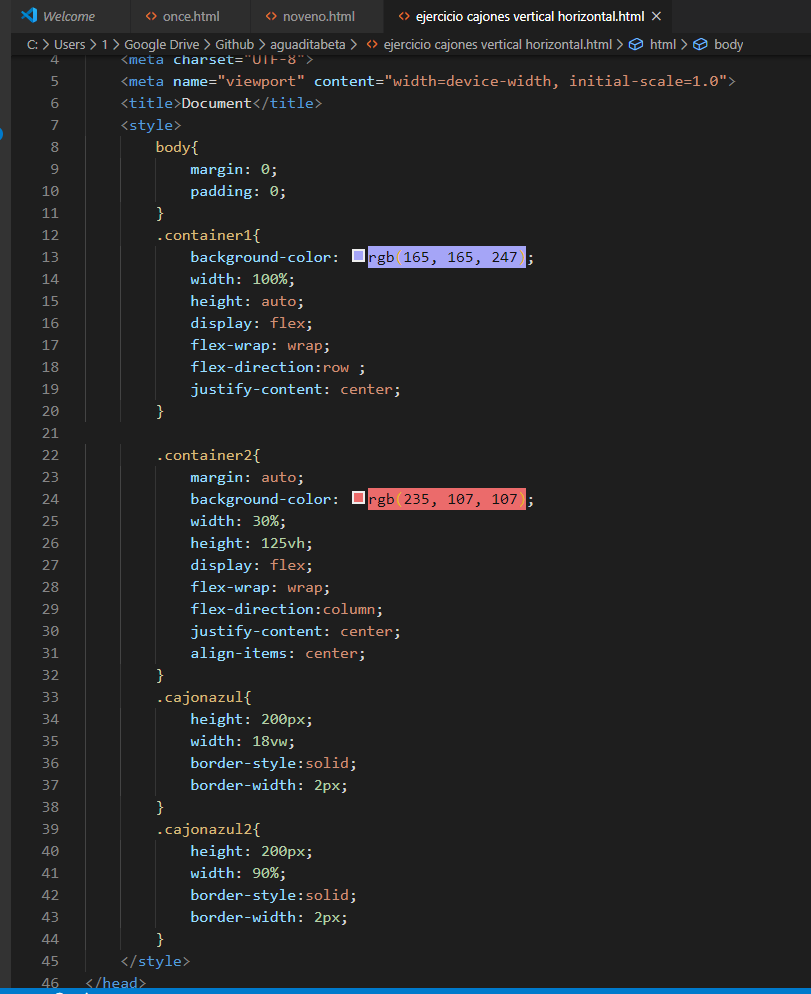 Welcome once.html noveno.html ejercicio cajones vertical horizontal.html
C: > Users > 1 > Google Drive > Github > aguaditabeta > ejercicio cajones vertical horizontal.html > html > body
4 <meta charset="UTF-8">
5 <meta name="viewport" content="width=device-width, initial-scale=1.0">
6 <title>Document</title>
7 <style>
8 body{
9 margin: 0;
10 padding: 0;
11 }
12 .container1{
13 background-color: rgb(165, 165, 247);
14 width: 100%;
15 height: auto;
16 display: flex;
17 flex-wrap: wrap;
18 flex-direction:row ;
19 justify-content: center;
20 }
21
22 .container2{
23 margin: auto;
24 background-color: rgb(235, 107, 107);
25 width: 30%;
26 height: 125vh;
27 display: flex;
28 flex-wrap: wrap;
29 flex-direction:column;
30 justify-content: center;
31 align-items: center;
32 }
33 .cajonazul{
34 height: 200px;
35 width: 18vw;
36 border-style:solid;
37 border-width: 2px;
38 }
39 .cajonazul2{
40 height: 200px;
41 width: 90%;
42 border-style:solid;
43 border-width: 2px;
44 }
45 </style>
46 </head>